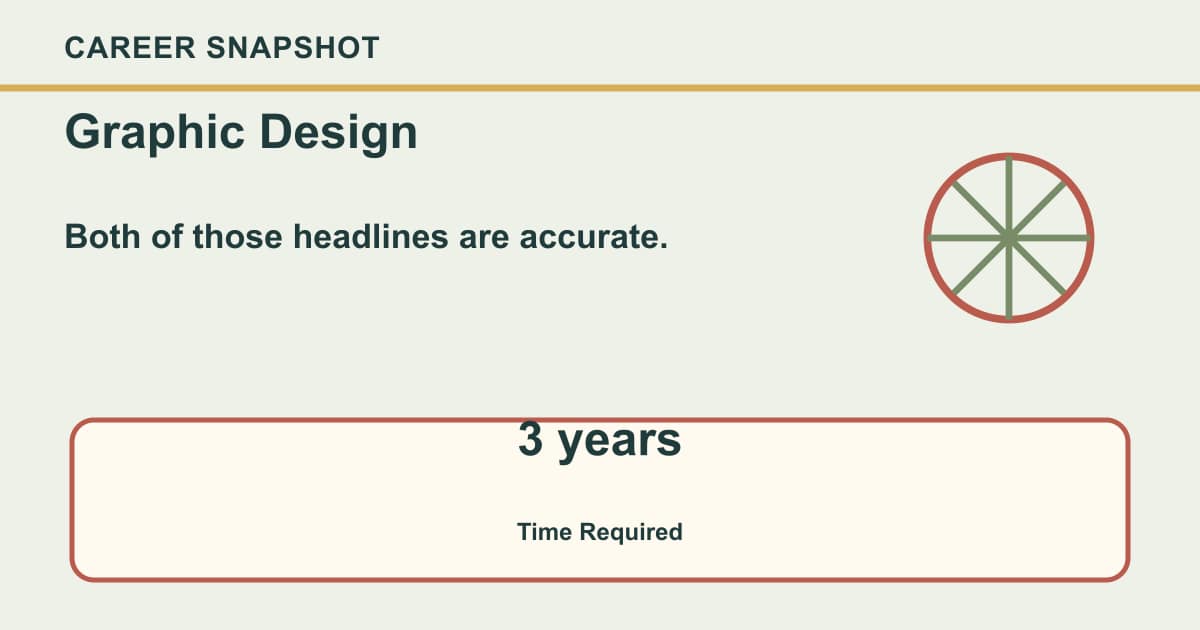 CAREER SNAPSHOT
Graphic Design
Both of those headlines are accurate.
3 years
Time Required